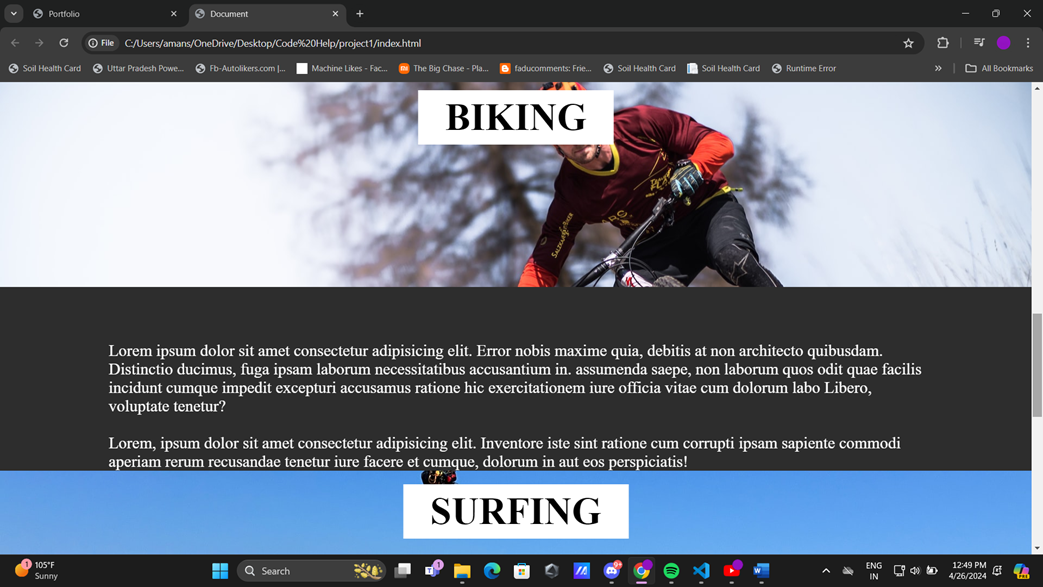 Portfolio
Document
File
C:/Users/amans/OneDrive/Desktop/Code%20Help/project1/index.html
Soil Health Card
Uttar Pradesh Powe...
Fb-Autolikers.com |...
Machine Likes - Fac...
The Big Chase - Pla...
faducomments: Frie...
Soil Health Card
Soil Health Card
Runtime Error
All Bookmarks
BIKING
Lorem ipsum dolor sit amet consectetur adipisicing elit. Error nobis maxime quia, debitis at non architecto quibusdam.
Distinctio ducimus, fuga ipsam laborum necessitatibus accusantium in. assumenda saepe, non laborum quos odit quae facilis
incidunt cumque impedit excepturi accusamus ratione hic exercitationem iure officia vitae cum dolorum labo Libero,
voluptate tenetur?
Lorem, ipsum dolor sit amet consectetur adipisicing elit. Inventore iste sint ratione cum corrupti ipsam sapiente commodi
aperiam rerum recusandae tenetur iure facere et cumque, dolorum in aut eos perspiciatis!
SURFING
105°F
Sunny
Search
ENG
IN
12:49 PM
4/26/2024